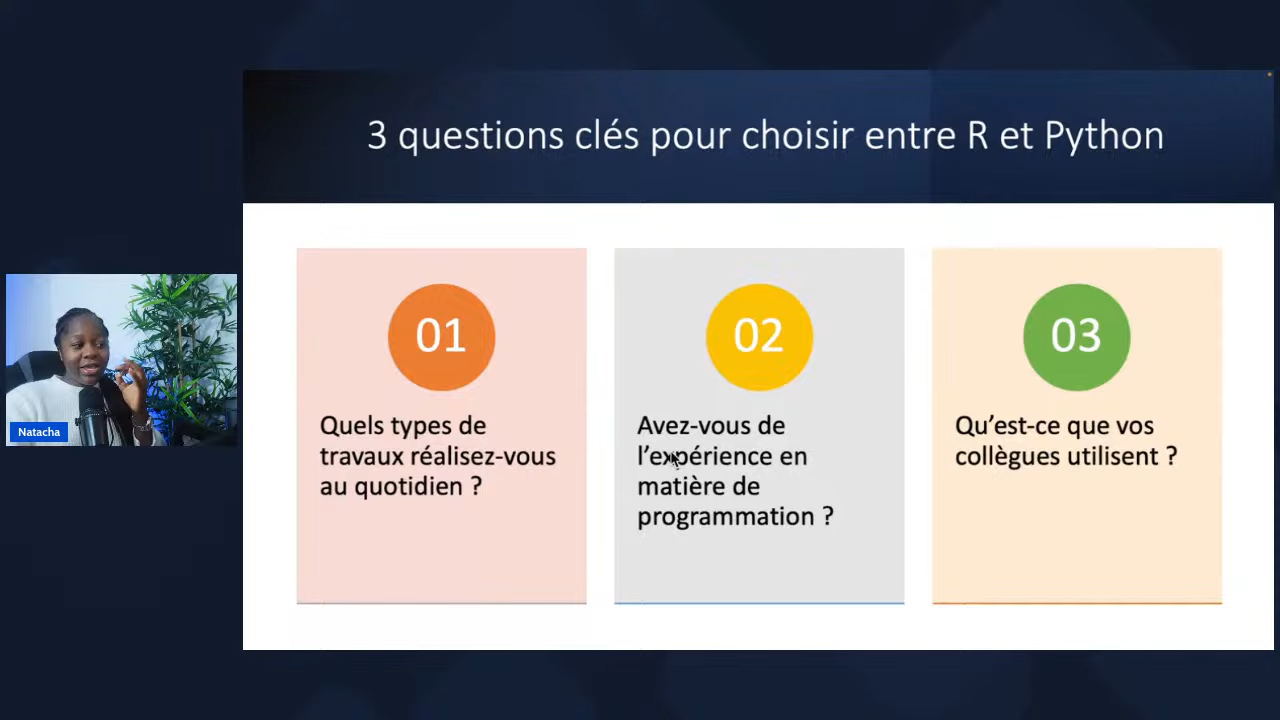 3 questions clés pour choisir entre R et Python
01
Quels types de
travaux réalisez-vous
au quotidien ?
02
Avez-vous de
l’expérience en
matière de
programmation ?
03
Qu’est-ce que vos
collègues utilisent ?
Natacha